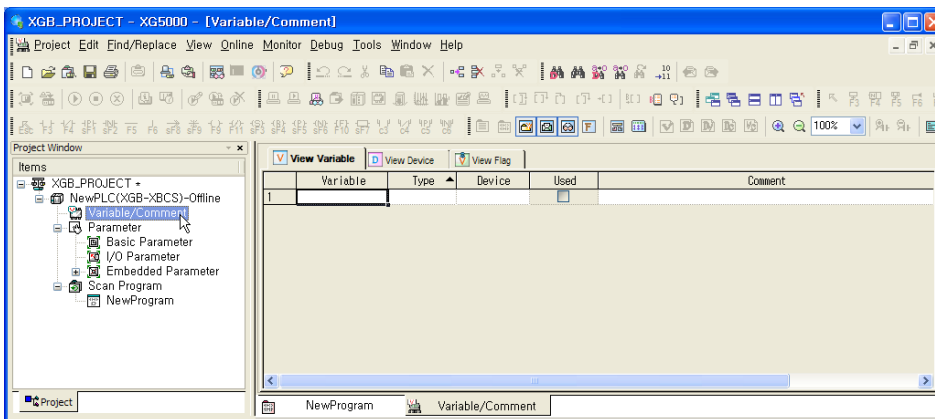 XGB_PROJECT - XG5000 - [Variable/Comment]
Project Edit Find/Replace View Online Monitor Debug Tools Window Help
100%
Project Window
Items
XGB_PROJECT *
NewPLC(XGB-XBCS)-Offline
Variable/Comment
Parameter
Basic Parameter
I/O Parameter
Embedded Parameter
Scan Program
NewProgram
Project
V View Variable D View Device View Flag
Variable Type Device Used Comment
1
NewProgram Variable/Comment